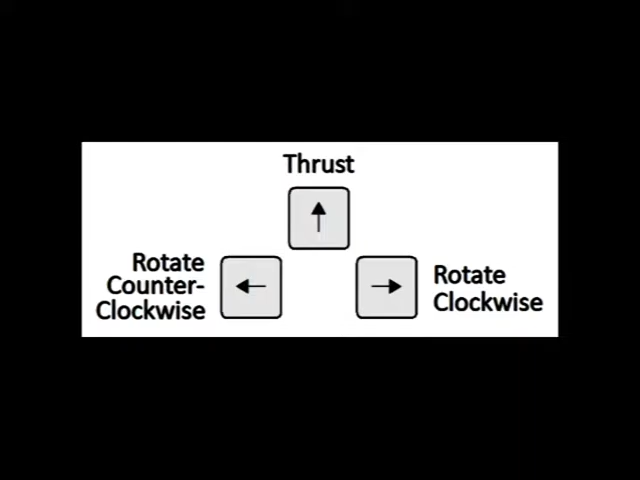 Thrust
Rotate
Counter-
Clockwise
Rotate
Clockwise